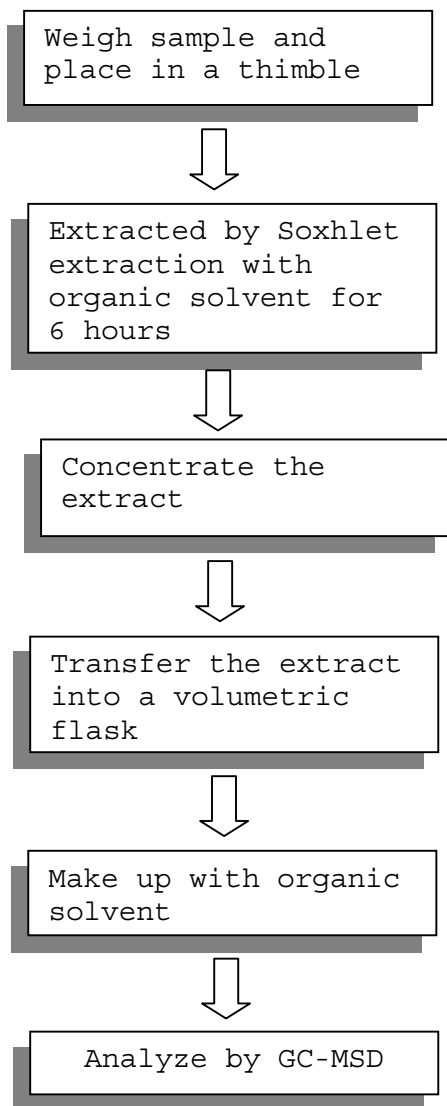 Weigh sample and
place in a thimble
Extracted by Soxhlet
extraction with
organic solvent for
6 hours
Concentrate the
extract
Transfer the extract
into a volumetric
flask
Make up with organic
solvent
Analyze by GC-MSD